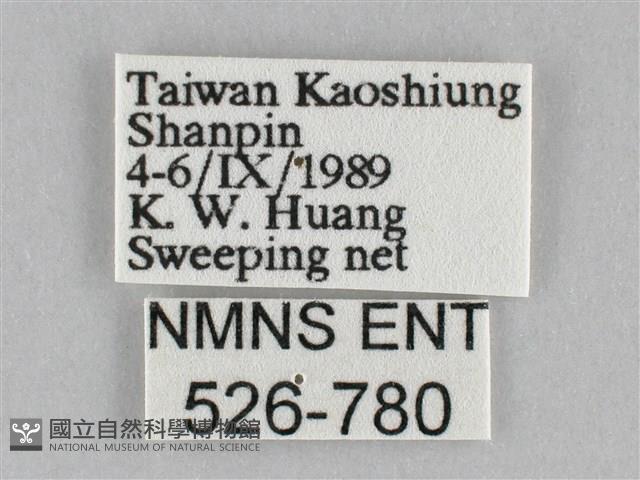 Taiwan Kaoshiung
Shanpin
4-6/IX/1989
K. W. Huang
Sweeping net
NMNS ENT
526-780
國立自然科學博物館
NATIONAL MUSEUM OF NATURAL SCIENCE